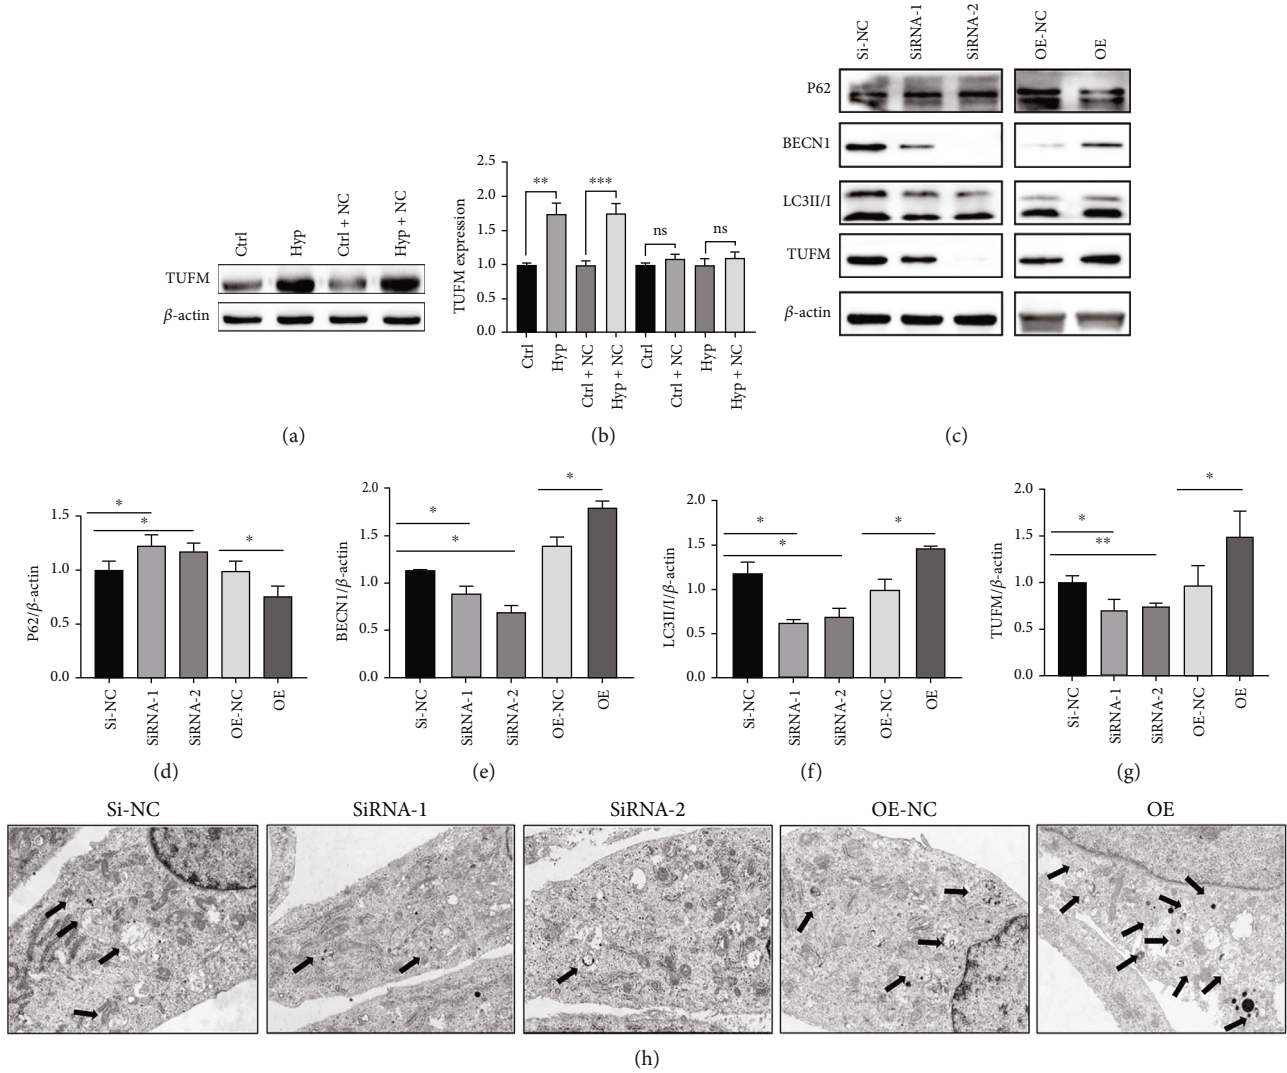 Ctrl
Hyp
Ctrl + NC
Hyp + NC
TUFM
β-actin
(a)
TUFM expression
2.5
2.0
1.5
1.0
0.5
0.0
**
***
ns
ns
Ctrl
Hyp
Ctrl + NC
Hyp + NC
Ctrl
Ctrl + NC
Hyp
Hyp + NC
(b)
Si-NC
SiRNA-1
SiRNA-2
OE-NC
OE
P62
BECN1
LC3II/I
TUFM
β-actin
(c)
P62/β-actin
1.5
1.0
0.5
0.0
*
*
*
Si-NC
SiRNA-1
SiRNA-2
OE-NC
OE
(d)
BECN1/β-actin
2.0
1.5
1.0
0.5
0.0
*
*
*
Si-NC
SiRNA-1
SiRNA-2
OE-NC
OE
(e)
LC3II/I/β-actin
2.0
1.5
1.0
0.5
0.0
*
*
*
Si-NC
SiRNA-1
SiRNA-2
OE-NC
OE
(f)
TUFM/β-actin
2.0
1.5
1.0
0.5
0.0
*
**
*
Si-NC
SiRNA-1
SiRNA-2
OE-NC
OE
(g)
Si-NC
SiRNA-1
SiRNA-2
OE-NC
OE
(h)